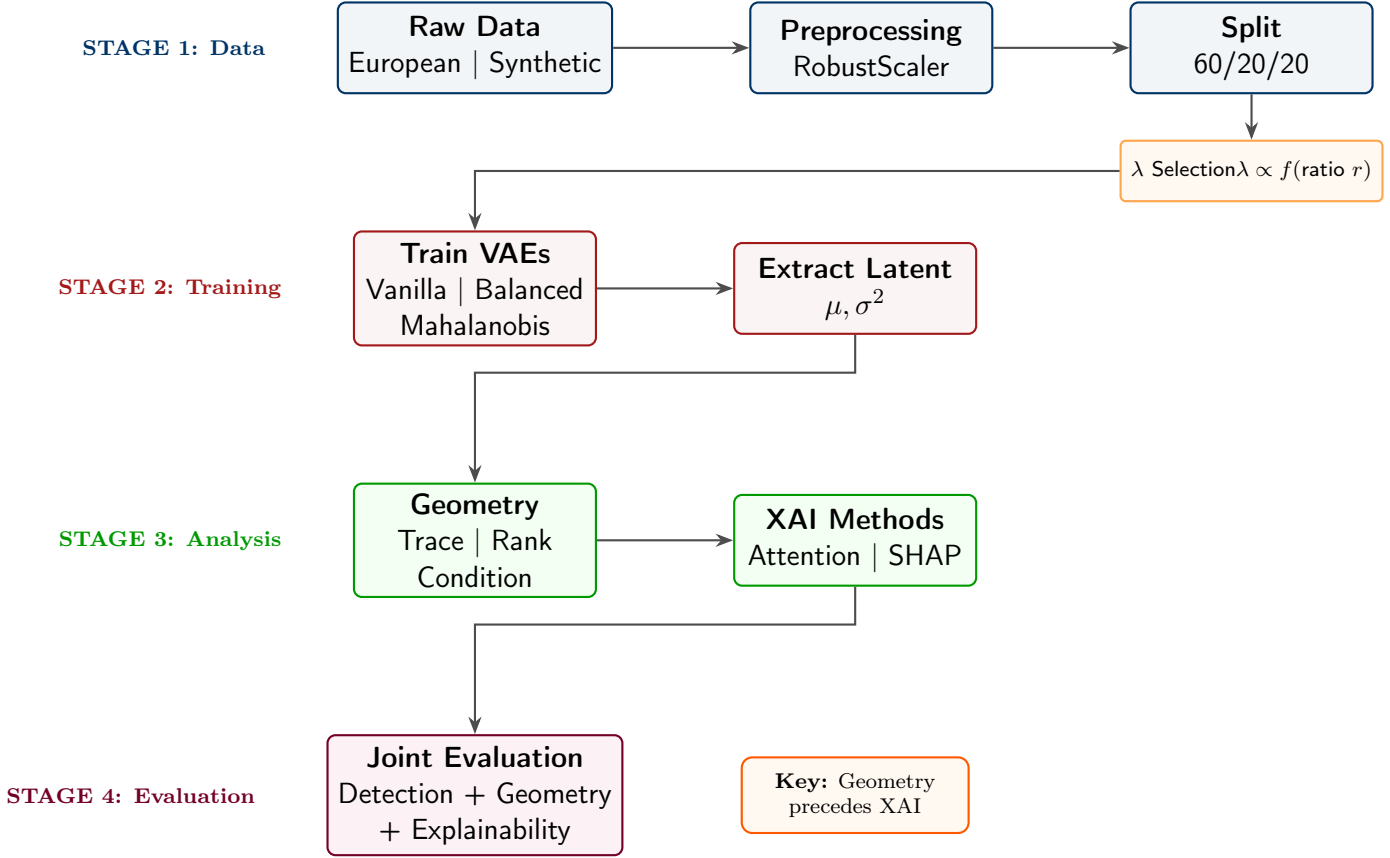 STAGE 1: Data
Raw Data
European | Synthetic
Preprocessing
RobustScaler
Split
60/20/20
λ Selectionλ ∝ f(ratio r)
STAGE 2: Training
Train VAEs
Vanilla | Balanced
Mahalanobis
Extract Latent
μ, σ²
STAGE 3: Analysis
Geometry
Trace | Rank
Condition
XAI Methods
Attention | SHAP
STAGE 4: Evaluation
Joint Evaluation
Detection + Geometry
+ Explainability
Key: Geometry
precedes XAI